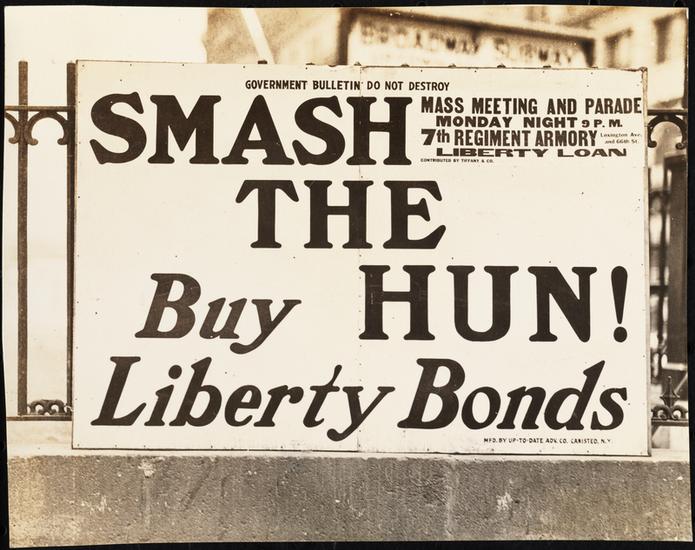 BROADWAY SUBWAY
GOVERNMENT BULLETIN DO NOT DESTROY
SMASH
MASS MEETING AND PARADE
MONDAY NIGHT 9 P.M.
7th REGIMENT ARMORY Lexington Ave. and 66th St.
LIBERTY LOAN
CONTRIBUTED BY TIFFANY & CO.
THE
HUN!
Buy
Liberty Bonds
MFD. BY UP-TO-DATE ADV. CO. CANISTEO, N.Y.